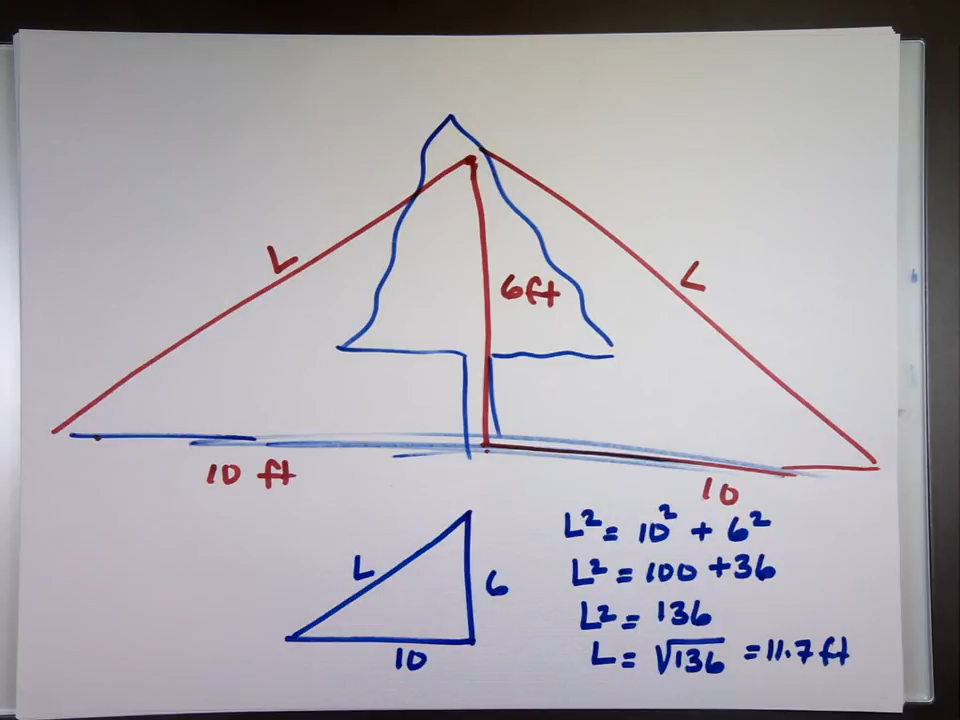 L
L
6ft
10 ft
10
L
6
10
L² = 10² + 6²
L² = 100 + 36
L² = 136
L = √136 = 11.7 ft